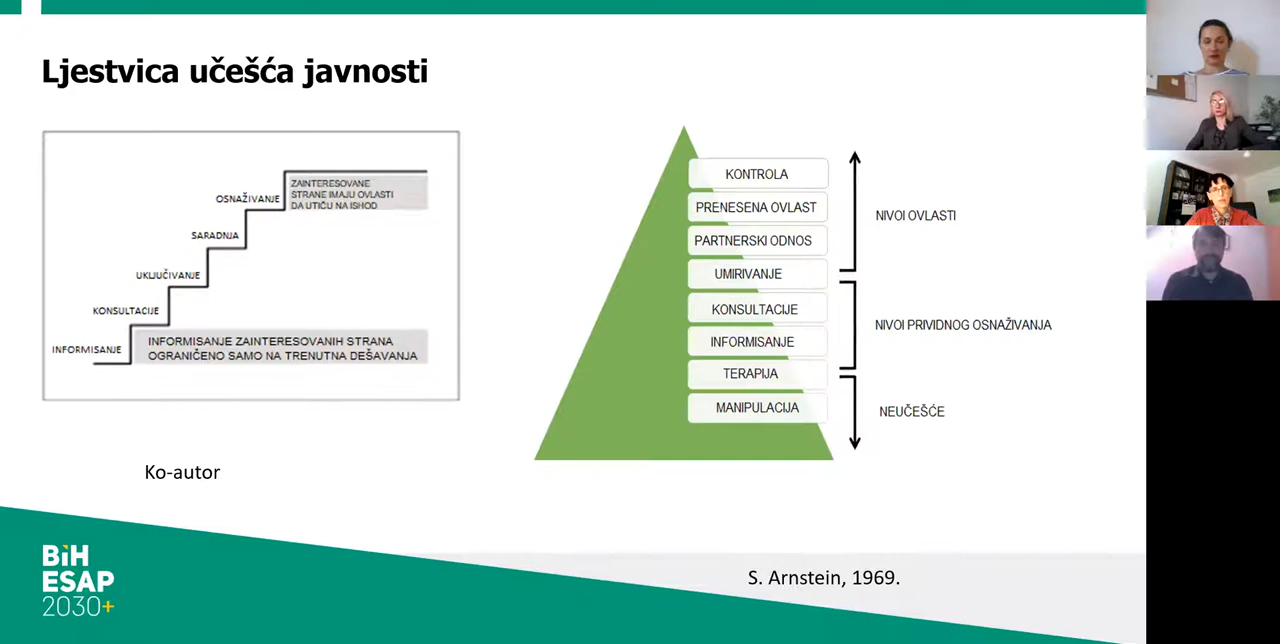 Ljestvica učešća javnosti
OSNAŽIVANJE
ZAINTERESOVANE
STRANE IMAJU OVLASTI
DA UTIČU NA ISHOD
SARADNJA
UKLJUČIVANJE
KONSULTACIJE
INFORMISANJE
INFORMISANJE ZAINTERESOVANIH STRANA
OGRANIČENO SAMO NA TRENUTNA DEŠAVANJA
Ko-autor
KONTROLA
PRENESENA OVLAST
PARTNERSKI ODNOS
UMIRIVANJE
KONSULTACIJE
INFORMISANJE
TERAPIJA
MANIPULACIJA
NIVOI OVLASTI
NIVOI PRIVIDNOG OSNAŽIVANJA
NEUČEŠĆE
S. Arnstein, 1969.
BiH
ESAP
2030+